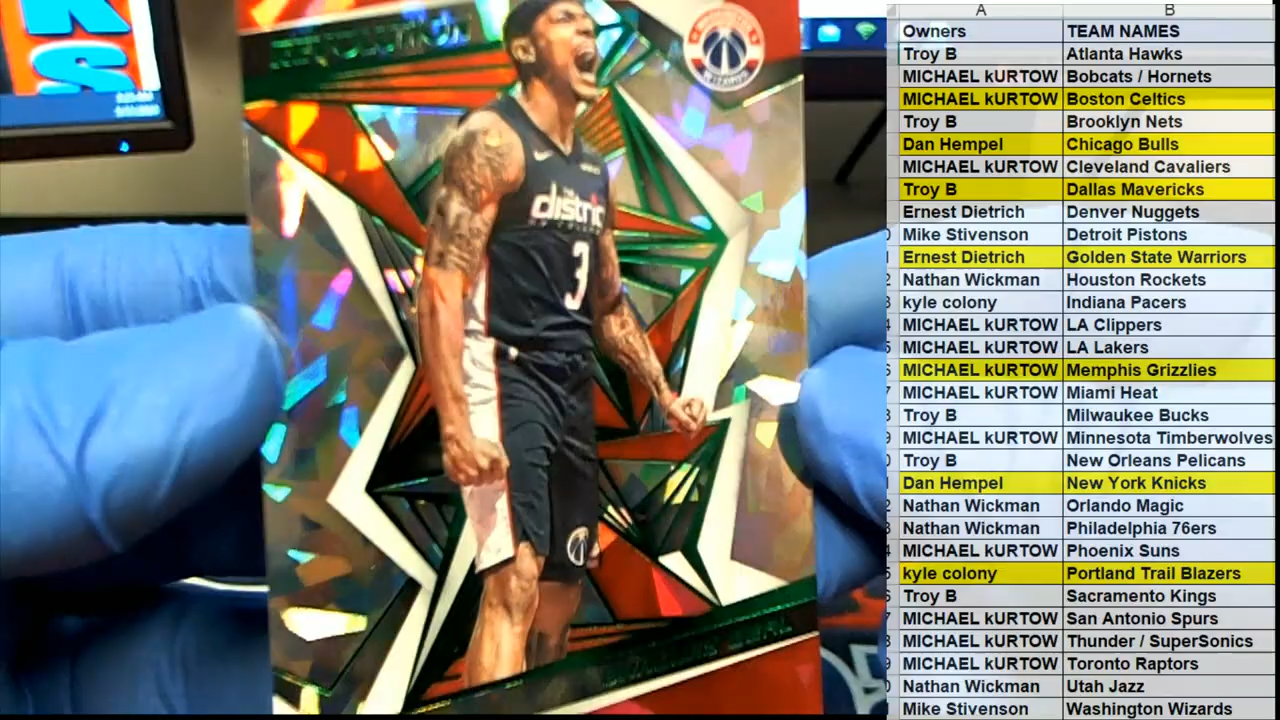 K
S
REVOLUTION
WIZARDS
THE
district
3
A B
Owners TEAM NAMES
Troy B Atlanta Hawks
MICHAEL kURTOW Bobcats / Hornets
MICHAEL kURTOW Boston Celtics
Troy B Brooklyn Nets
Dan Hempel Chicago Bulls
MICHAEL kURTOW Cleveland Cavaliers
Troy B Dallas Mavericks
Ernest Dietrich Denver Nuggets
Mike Stivenson Detroit Pistons
Ernest Dietrich Golden State Warriors
Nathan Wickman Houston Rockets
kyle colony Indiana Pacers
MICHAEL kURTOW LA Clippers
MICHAEL kURTOW LA Lakers
MICHAEL kURTOW Memphis Grizzlies
MICHAEL kURTOW Miami Heat
Troy B Milwaukee Bucks
MICHAEL kURTOW Minnesota Timberwolves
Troy B New Orleans Pelicans
Dan Hempel New York Knicks
Nathan Wickman Orlando Magic
Nathan Wickman Philadelphia 76ers
MICHAEL kURTOW Phoenix Suns
kyle colony Portland Trail Blazers
Troy B Sacramento Kings
MICHAEL kURTOW San Antonio Spurs
MICHAEL kURTOW Thunder / SuperSonics
MICHAEL kURTOW Toronto Raptors
Nathan Wickman Utah Jazz
Mike Stivenson Washington Wizards